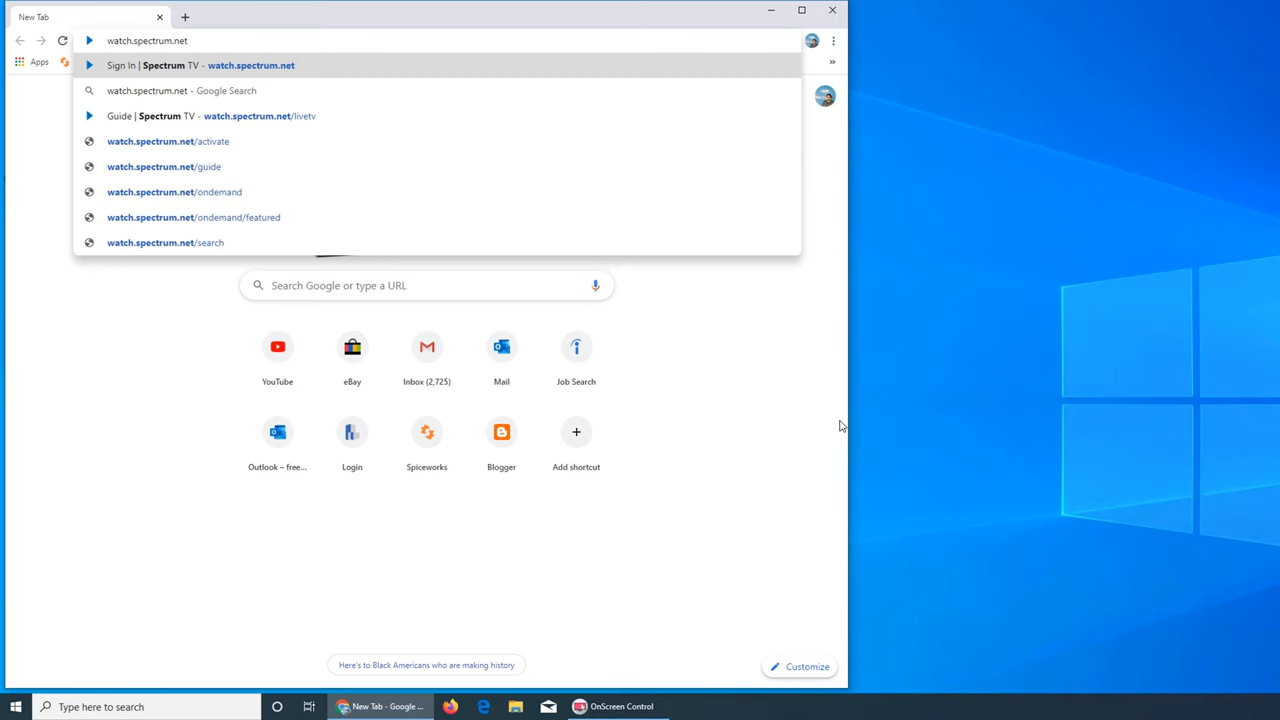 New Tab
watch.spectrum.net
Sign In | Spectrum TV - watch.spectrum.net
Apps
watch.spectrum.net - Google Search
Guide | Spectrum TV - watch.spectrum.net/livetv
watch.spectrum.net/activate
watch.spectrum.net/guide
watch.spectrum.net/ondemand
watch.spectrum.net/ondemand/featured
watch.spectrum.net/search
Search Google or type a URL
YouTube eBay Inbox (2,725) Mail Job Search
Outlook – free... Login Spiceworks Blogger Add shortcut
Here's to Black Americans who are making history
Customize
Type here to search New Tab - Google ... OnScreen Control